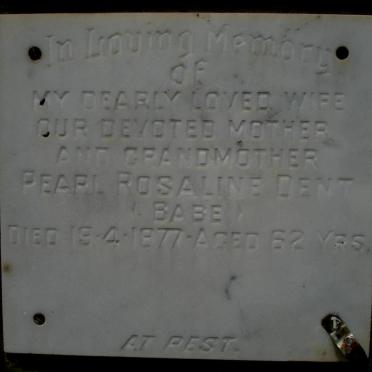 In Loving Memory
of
MY DEARLY LOVED WIFE
OUR DEVOTED MOTHER
AND GRANDMOTHER
PEARL ROSALINE DENT
(BABE)
DIED 19·4·1977·AGED 62 YRS.
AT REST.